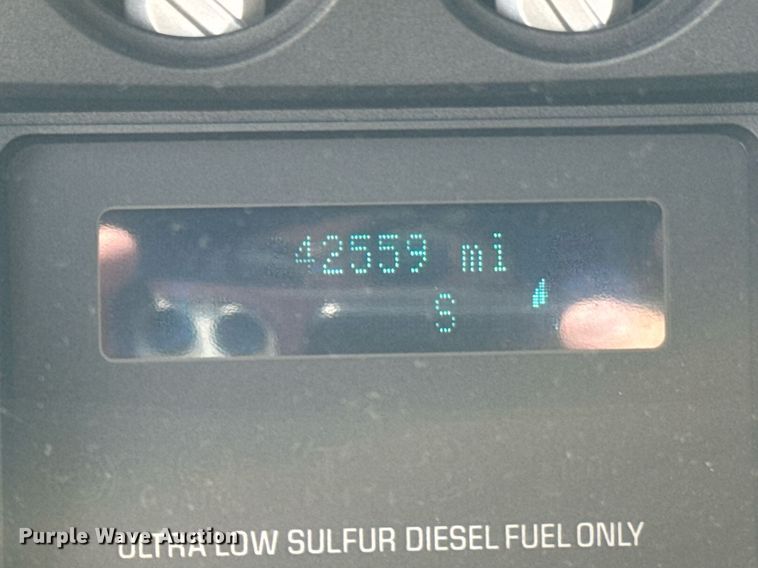 42559 mi
S
ULTRA LOW SULFUR DIESEL FUEL ONLY
Purple Wave Auction